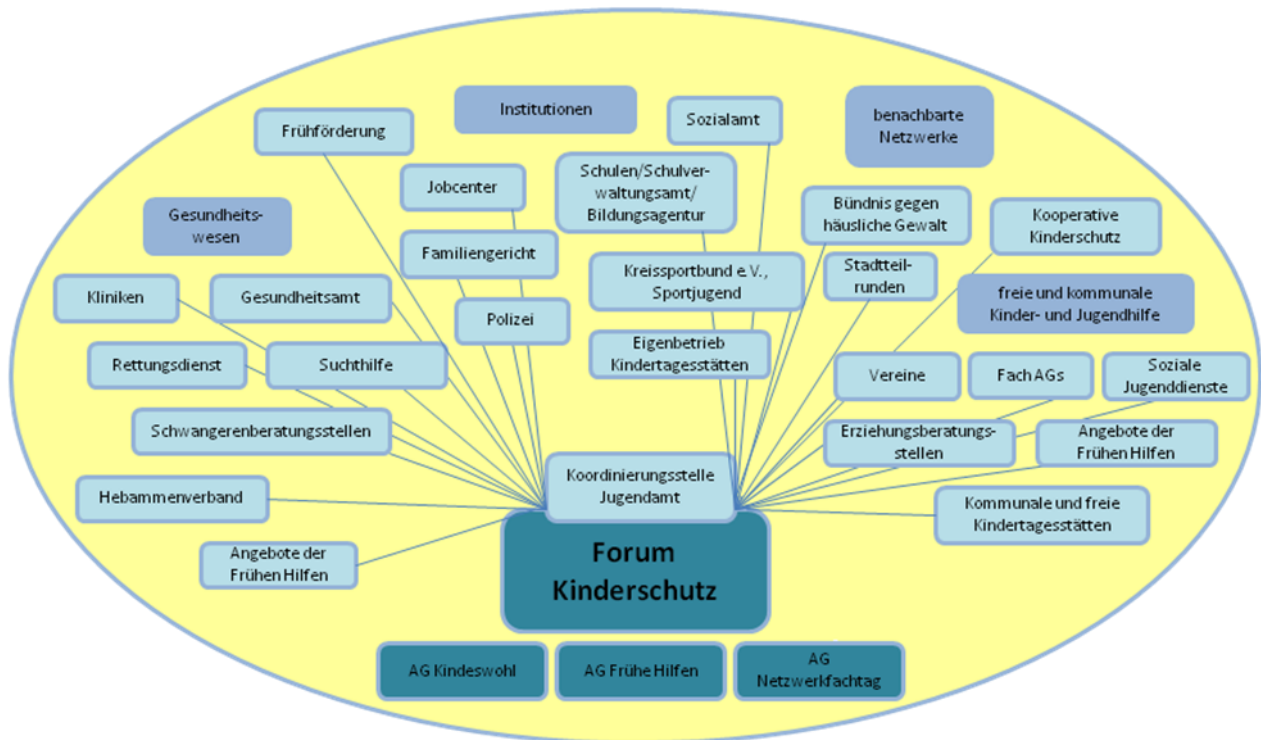 Institutionen
benachbarte
Netzwerke
Frühförderung
Sozialamt
Jobcenter
Schulen/Schulver-
waltungsamt/
Bildungsagentur
Gesundheits-
wesen
Bündnis gegen
häusliche Gewalt
Kooperative
Kinderschutz
Familiengericht
Kreissportbund e.V.,
Sportjugend
Stadtteil-
runden
Kliniken
Gesundheitsamt
freie und kommunale
Kinder- und Jugendhilfe
Polizei
Eigenbetrieb
Kindertagesstätten
Rettungsdienst
Suchthilfe
Vereine
Fach AGs
Soziale
Jugenddienste
Schwangerenberatungsstellen
Erziehungsberatungs-
stellen
Angebote der
Frühen Hilfen
Koordinierungsstelle
Jugendamt
Hebammenverband
Kommunale und freie
Kindertagesstätten
Angebote der
Frühen Hilfen
Forum
Kinderschutz
AG Kindeswohl
AG Frühe Hilfen
AG
Netzwerkfachtag